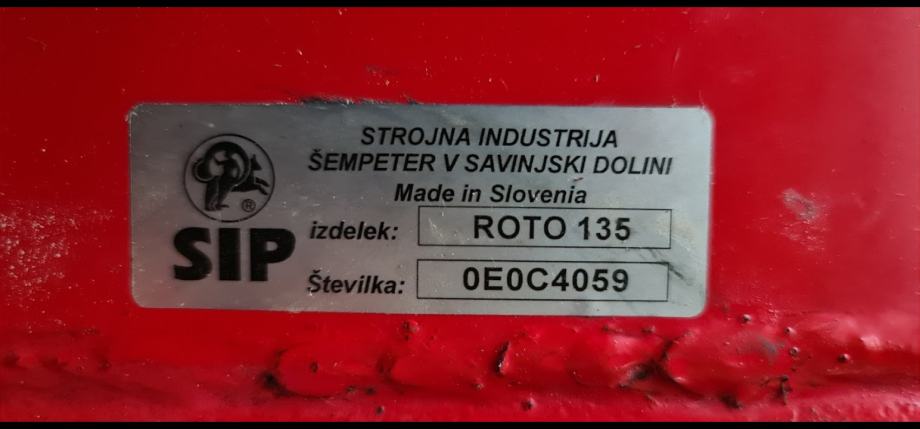 STROJNA INDUSTRIJA
ŠEMPETER V SAVINJSKI DOLINI
Made in Slovenia
®
SIP
izdelek: ROTO 135
Številka: 0E0C4059